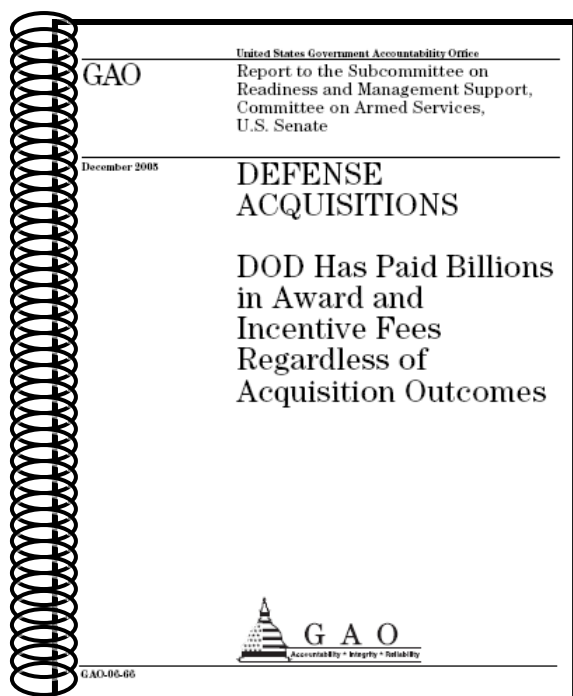 United States Government Accountability Office
GAO
Report to the Subcommittee on
Readiness and Management Support,
Committee on Armed Services,
U.S. Senate
December 2005
DEFENSE
ACQUISITIONS
DOD Has Paid Billions
in Award and
Incentive Fees
Regardless of
Acquisition Outcomes
G A O
Accountability * Integrity * Reliability
GAO-06-66